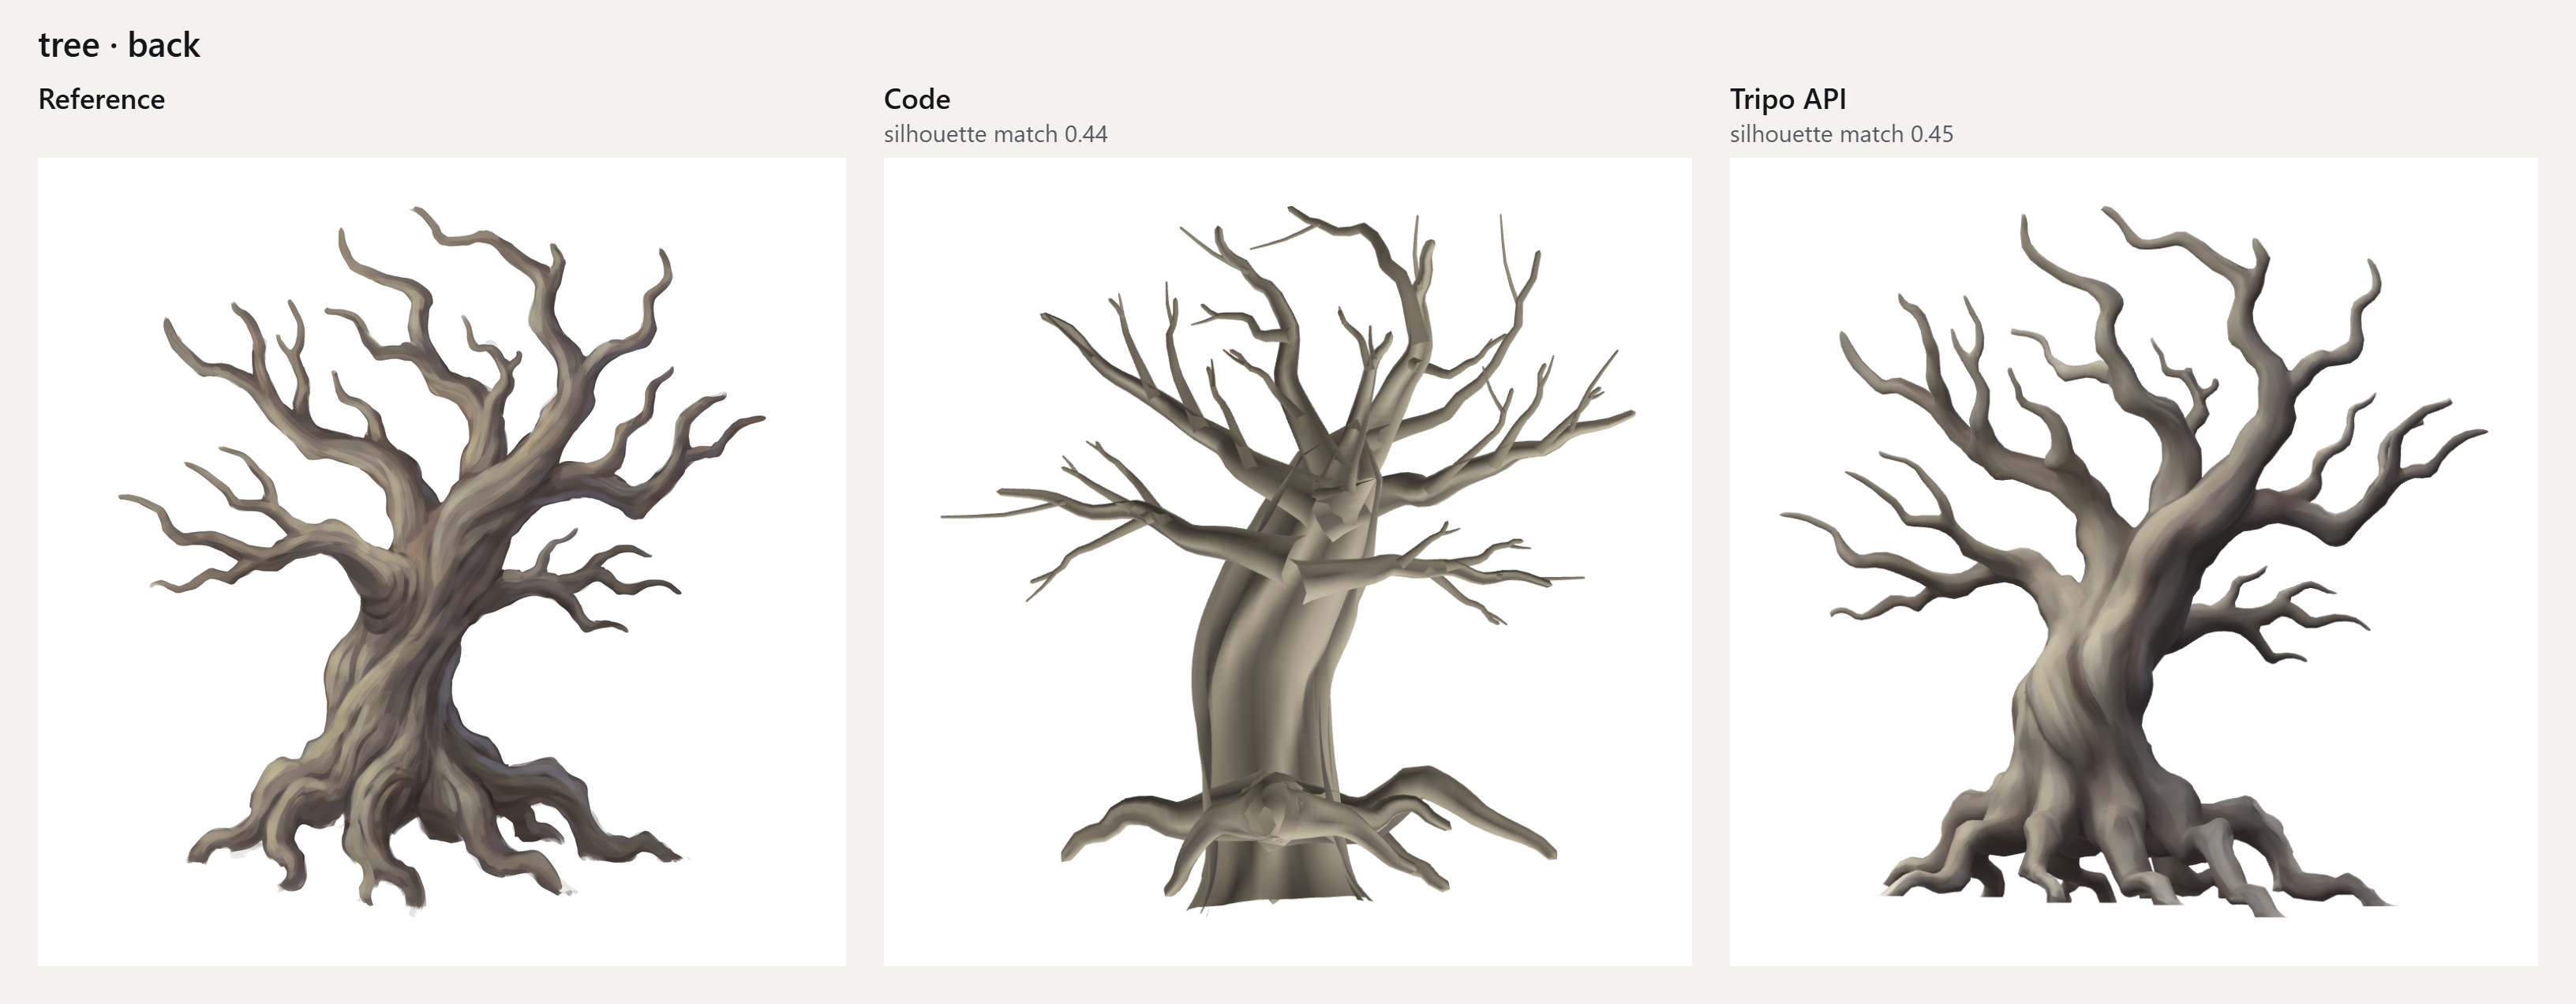 tree · back
Reference
Code
silhouette match 0.44
Tripo API
silhouette match 0.45